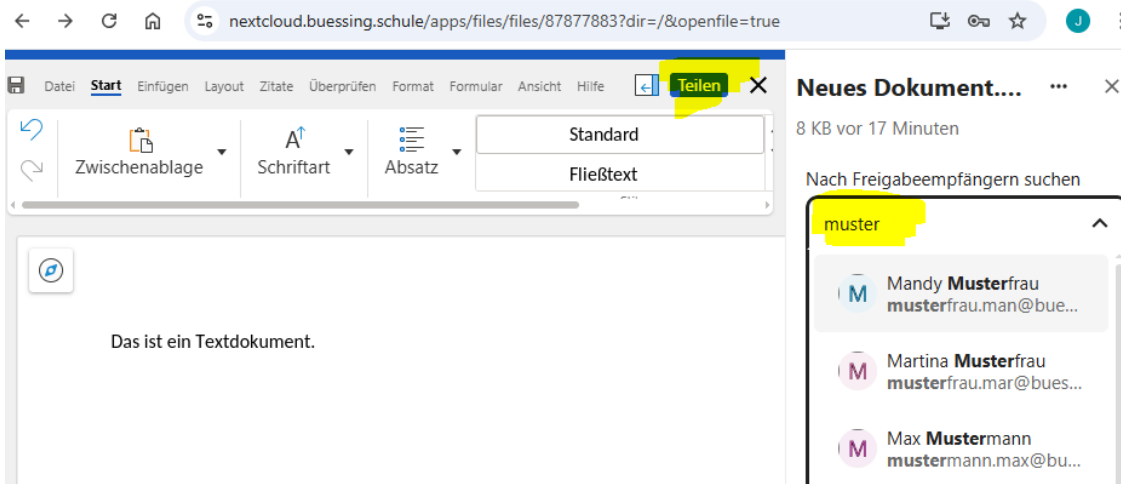 nextcloud.buessing.schule/apps/files/files/87877883?dir=/&openfile=true
J
Datei Start Einfügen Layout Zitate Überprüfen Format Formular Ansicht Hilfe Teilen
Neues Dokument....
8 KB vor 17 Minuten
Zwischenablage
Schriftart
Absatz
Standard
Fließtext
Nach Freigabeempfängern suchen
muster
M
Mandy Musterfrau
musterfrau.man@bue...
M
Martina Musterfrau
musterfrau.mar@bues...
M
Max Mustermann
mustermann.max@bu...
Das ist ein Textdokument.